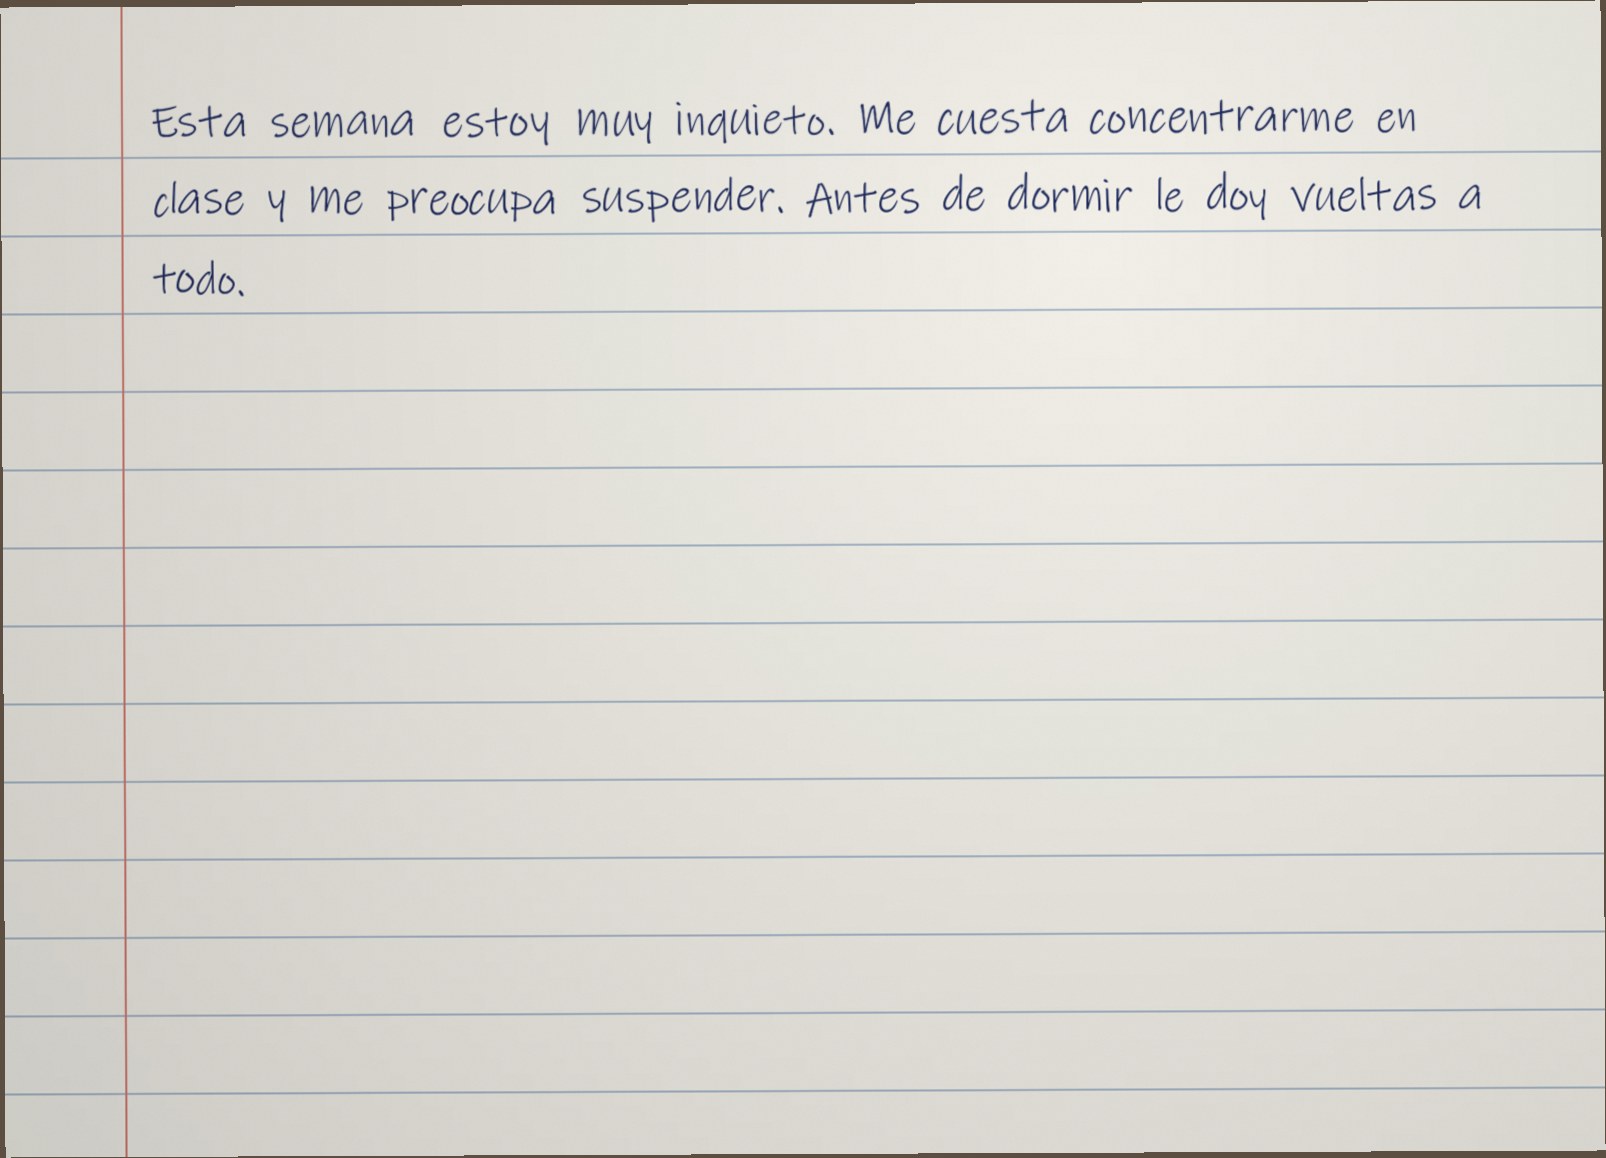 Esta semana estoy muy inquieto. Me cuesta concentrarme en
clase y me preocupa suspender. Antes de dormir le doy vueltas a
todo.